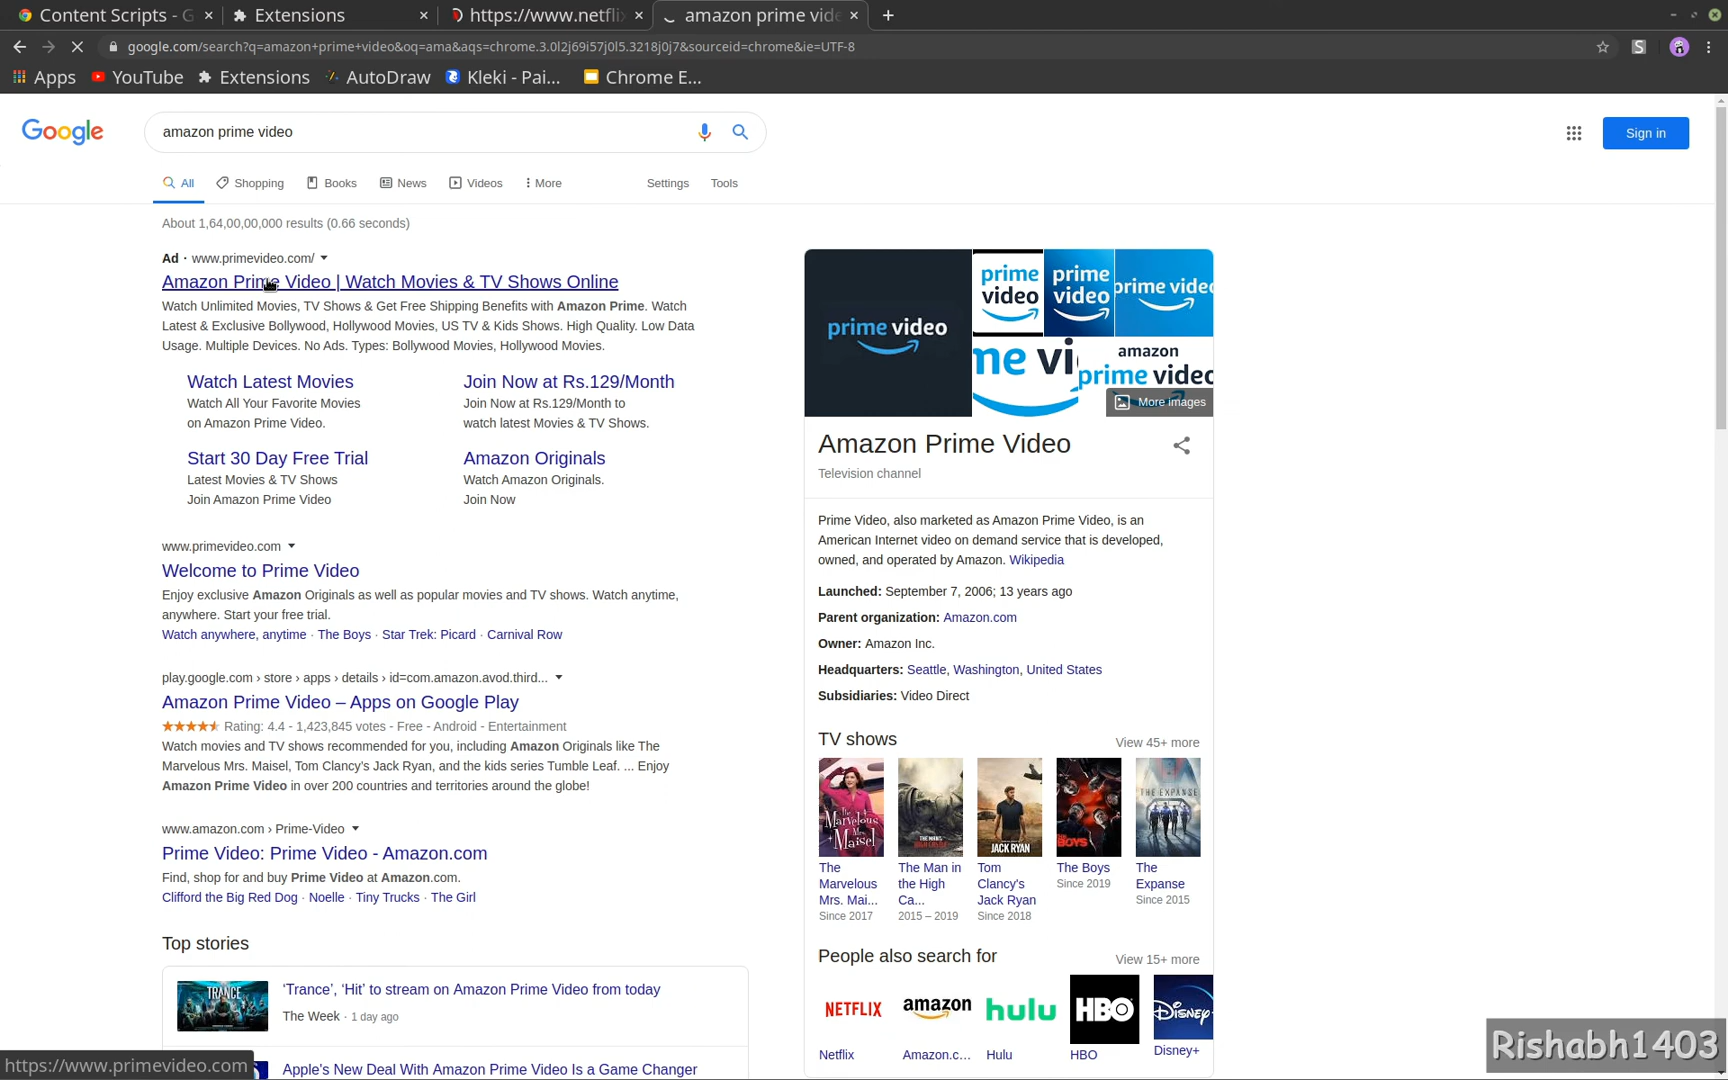 Content Scripts - G
Extensions
https://www.netflix
amazon prime vide
google.com/search?q=amazon+prime+video&oq=ama&aqs=chrome.3.0l2j69i57j0l5.3218j0j7&sourceid=chrome&ie=UTF-8
Apps YouTube Extensions AutoDraw Kleki - Pai... Chrome E...
Google
amazon prime video
Sign in
All Shopping Books News Videos More Settings Tools
About 1,64,00,00,000 results (0.66 seconds)
Ad · www.primevideo.com/
Amazon Prime Video | Watch Movies & TV Shows Online
Watch Unlimited Movies, TV Shows & Get Free Shipping Benefits with Amazon Prime. Watch
Latest & Exclusive Bollywood, Hollywood Movies, US TV & Kids Shows. High Quality. Low Data
Usage. Multiple Devices. No Ads. Types: Bollywood Movies, Hollywood Movies.
Watch Latest Movies
Watch All Your Favorite Movies
on Amazon Prime Video.
Join Now at Rs.129/Month
Join Now at Rs.129/Month to
watch latest Movies & TV Shows.
Start 30 Day Free Trial
Latest Movies & TV Shows
Join Amazon Prime Video
Amazon Originals
Watch Amazon Originals.
Join Now
www.primevideo.com
Welcome to Prime Video
Enjoy exclusive Amazon Originals as well as popular movies and TV shows. Watch anytime,
anywhere. Start your free trial.
Watch anywhere, anytime · The Boys · Star Trek: Picard · Carnival Row
play.google.com › store › apps › details › id=com.amazon.avod.third...
Amazon Prime Video – Apps on Google Play
Rating: 4.4 - 1,423,845 votes - Free - Android - Entertainment
Watch movies and TV shows recommended for you, including Amazon Originals like The
Marvelous Mrs. Maisel, Tom Clancy's Jack Ryan, and the kids series Tumble Leaf. ... Enjoy
Amazon Prime Video in over 200 countries and territories around the globe!
www.amazon.com › Prime-Video
Prime Video: Prime Video - Amazon.com
Find, shop for and buy Prime Video at Amazon.com.
Clifford the Big Red Dog · Noelle · Tiny Trucks · The Girl
Top stories
TRANCE
'Trance', 'Hit' to stream on Amazon Prime Video from today
The Week · 1 day ago
Apple's New Deal With Amazon Prime Video Is a Game Changer
prime video
prime video
prime video
prime video
me vi
amazon
prime video
More images
Amazon Prime Video
Television channel
Prime Video, also marketed as Amazon Prime Video, is an
American Internet video on demand service that is developed,
owned, and operated by Amazon. Wikipedia
Launched: September 7, 2006; 13 years ago
Parent organization: Amazon.com
Owner: Amazon Inc.
Headquarters: Seattle, Washington, United States
Subsidiaries: Video Direct
TV shows
View 45+ more
Marvelous Mrs. Maisel
JACK RYAN
BOYS
THE EXPANSE
The Marvelous Mrs. Mai...
Since 2017
The Man in the High Ca...
2015 – 2019
Tom Clancy's Jack Ryan
Since 2018
The Boys
Since 2019
The Expanse
Since 2015
People also search for
View 15+ more
NETFLIX amazon hulu HBO Disney+
Netflix Amazon.c... Hulu HBO Disney+
https://www.primevideo.com
Rishabh1403